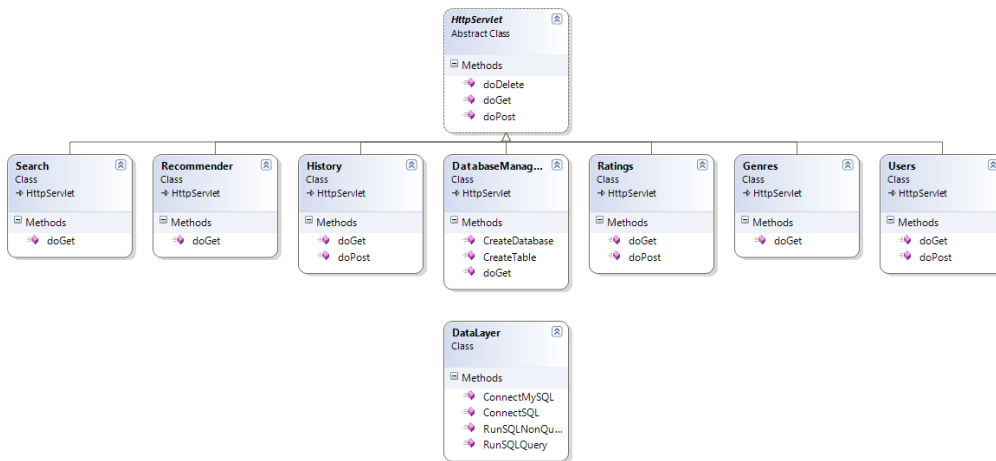 HttpServlet
Abstract Class
Methods
doDelete
doGet
doPost
Search
Class
HttpServlet
Methods
doGet
Recommender
Class
HttpServlet
Methods
doGet
History
Class
HttpServlet
Methods
doGet
doPost
DatabaseManag...
Class
HttpServlet
Methods
CreateDatabase
CreateTable
doGet
Ratings
Class
HttpServlet
Methods
doGet
doPost
Genres
Class
HttpServlet
Methods
doGet
Users
Class
HttpServlet
Methods
doGet
doPost
DataLayer
Class
Methods
ConnectMySQL
ConnectSQL
RunSQLNonQu...
RunSQLQuery